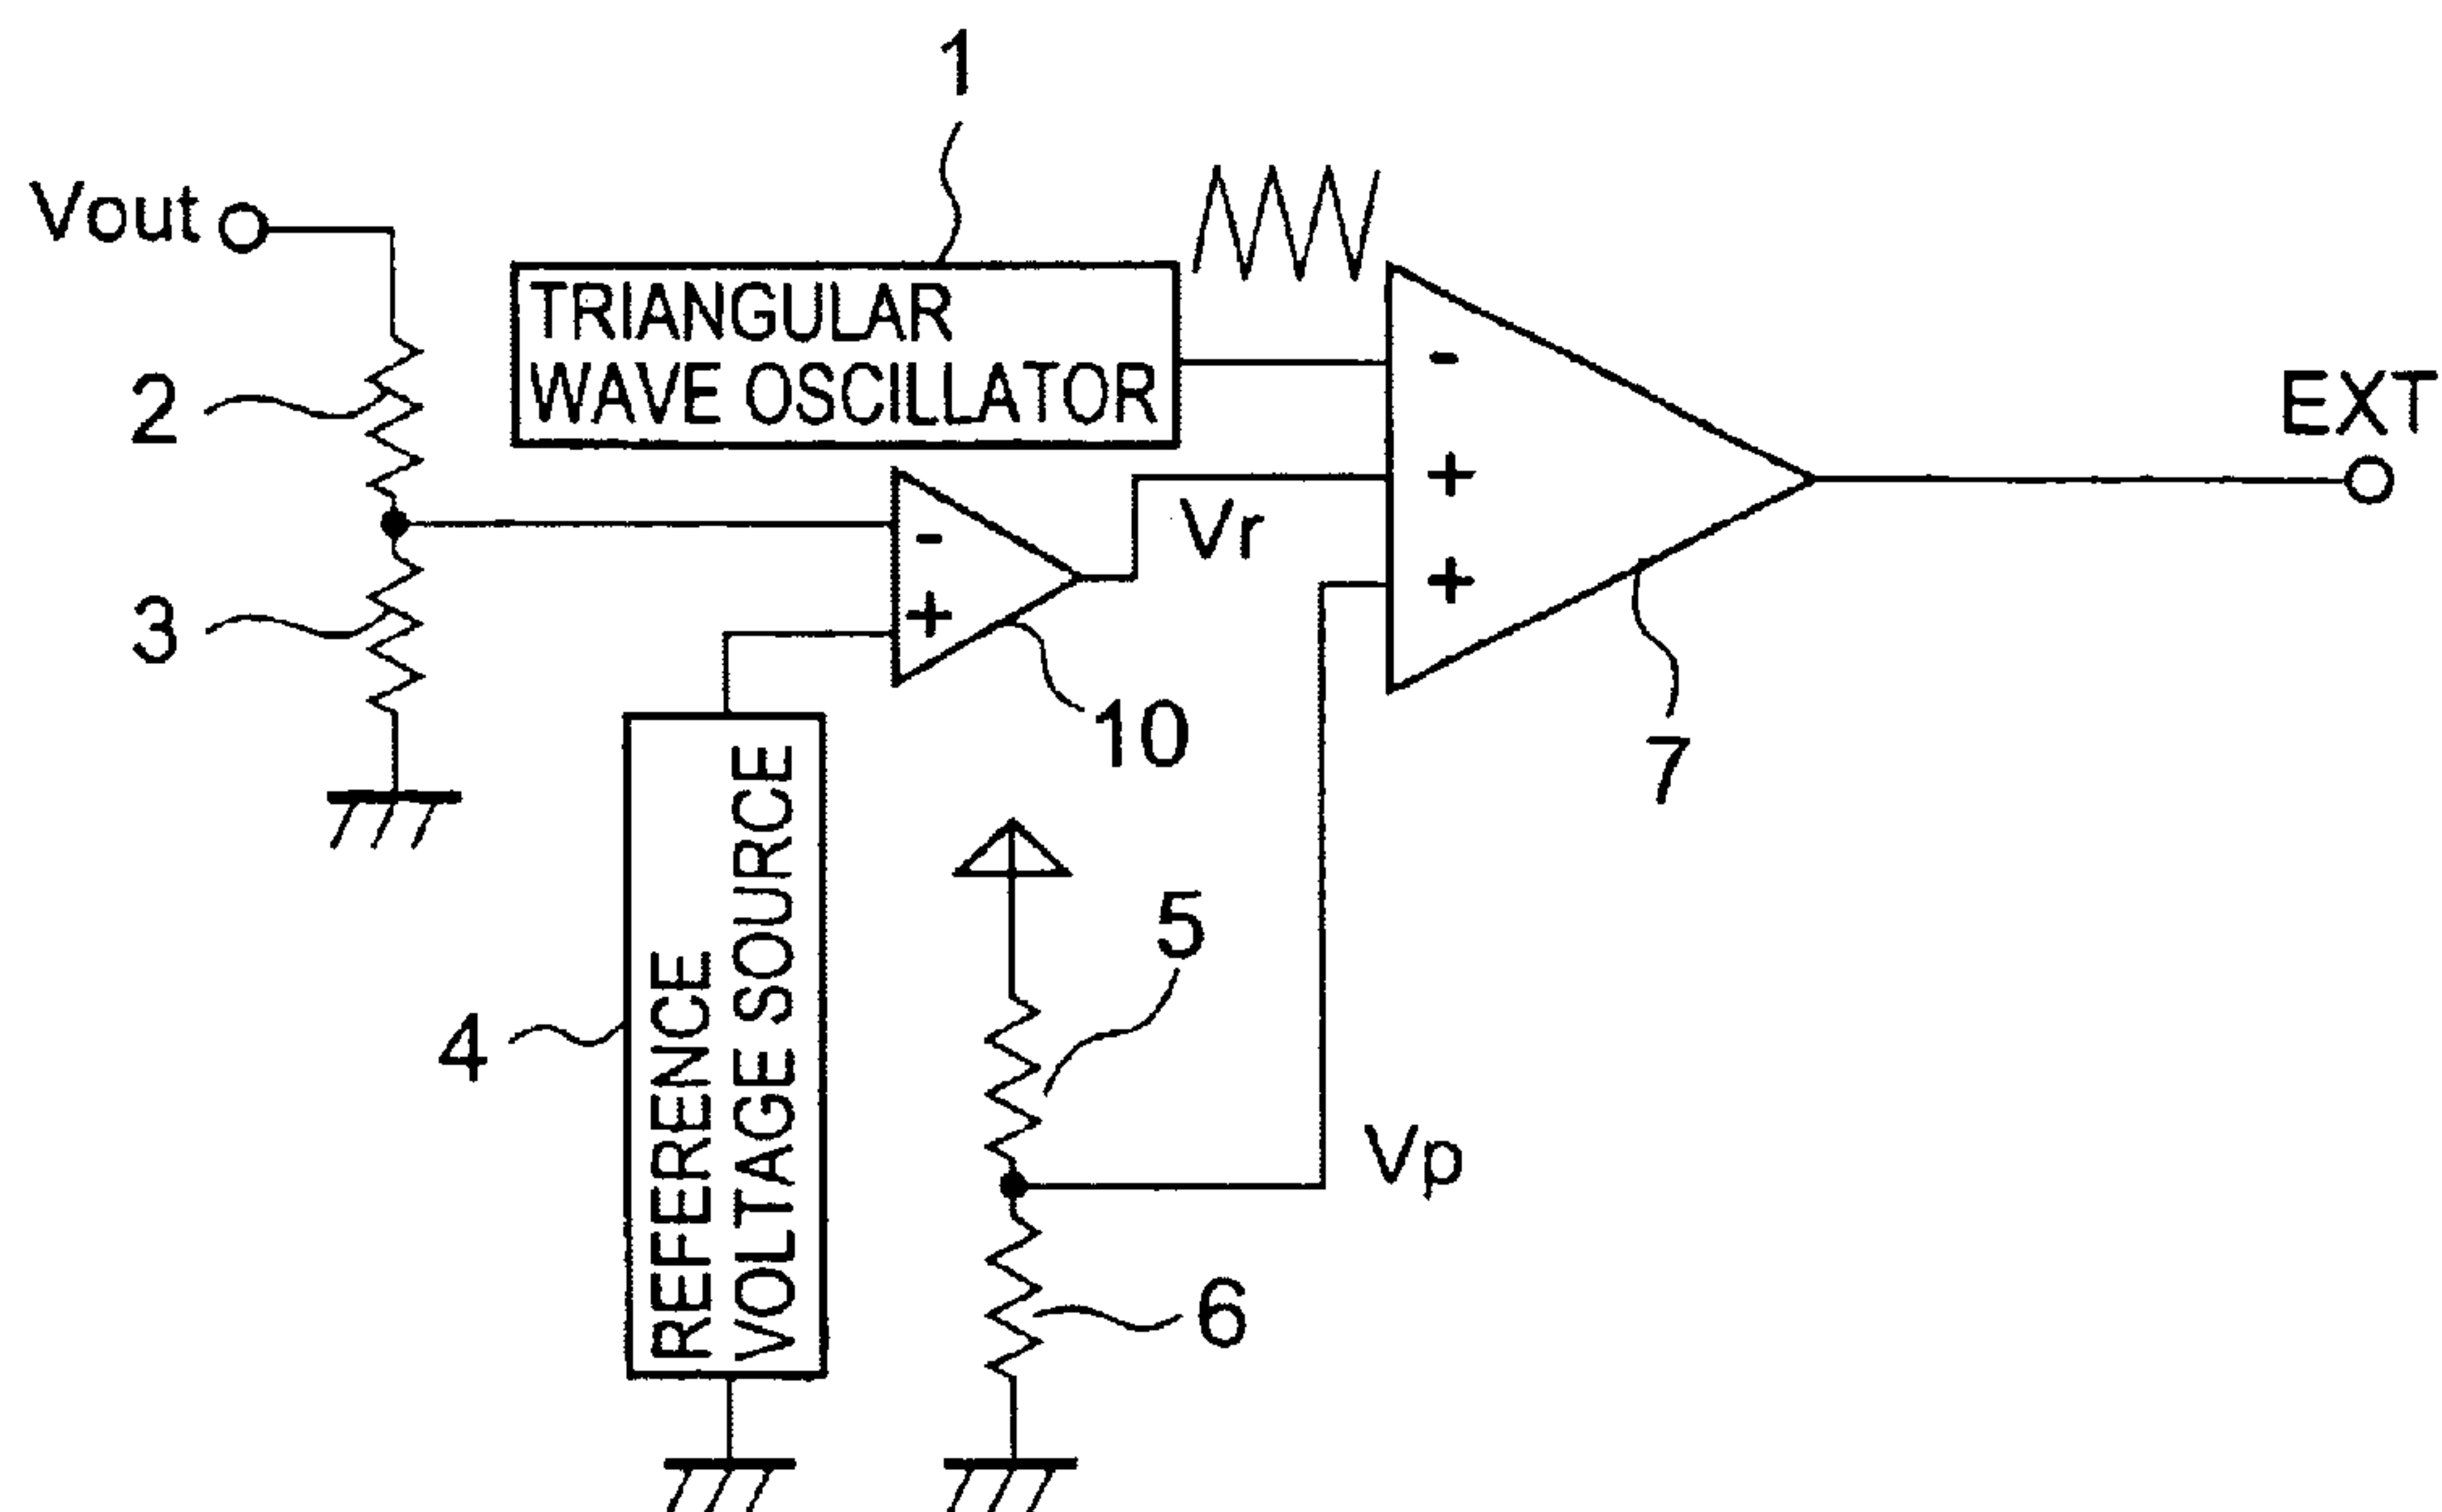 1
Vout
TRIANGULAR
WAVE OSCILLATOR
-
+
+
EXT
2
-
+
Vr
3
10
7
REFERENCE
VOLTAGE SOURCE
5
4
Vp
6